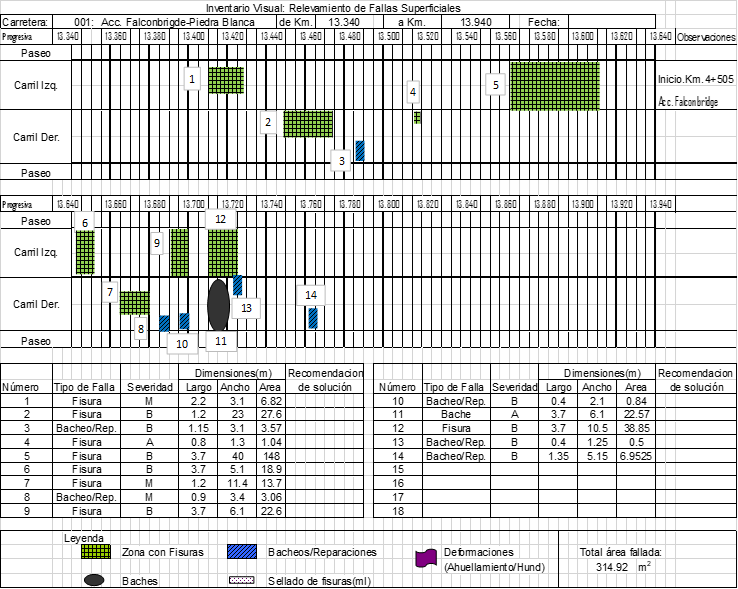 Inventario Visual: Relevamiento de Fallas Superficiales
Carretera: 001: Acc. Falconbrigde-Piedra Blanca de Km. 13.340 a Km. 13.940 Fecha:
Progresiva 13.340 13.360 13.380 13.400 13.420 13.440 13.460 13.480 13.500 13.520 13.540 13.560 13.580 13.600 13.620 13.640 Observaciones
Paseo
Carril Izq. 1 4 5 Inicio.Km. 4+505
Acc. Falconbridge
Carril Der. 2 3
Paseo
Progresiva 13.640 13.660 13.680 13.700 13.720 13.740 13.760 13.780 13.800 13.820 13.840 13.860 13.880 13.900 13.920 13.940
Paseo 6 12
Carril Izq. 9
Carril Der. 7 8 13 14
Paseo 10 11
Número Tipo de Falla Severidad Dimensiones(m) Largo Ancho Area Recomendacion de solución
1 Fisura M 2.2 3.1 6.82
2 Fisura B 1.2 23 27.6
3 Bacheo/Rep. B 1.15 3.1 3.57
4 Fisura A 0.8 1.3 1.04
5 Fisura B 3.7 40 148
6 Fisura B 3.7 5.1 18.9
7 Fisura M 1.2 11.4 13.7
8 Bacheo/Rep. M 0.9 3.4 3.06
9 Fisura B 3.7 6.1 22.6
Número Tipo de Falla Severidad Dimensiones(m) Largo Ancho Area Recomendacion de solución
10 Bacheo/Rep. B 0.4 2.1 0.84
11 Bache A 3.7 6.1 22.57
12 Fisura B 3.7 10.5 38.85
13 Bacheo/Rep. B 0.4 1.25 0.5
14 Bacheo/Rep. B 1.35 5.15 6.9525
15
16
17
18
Leyenda
Zona con Fisuras
Bacheos/Reparaciones
Deformaciones
(Ahuellamiento/Hund)
Baches
Sellado de fisuras(ml)
Total área fallada:
314.92 m²